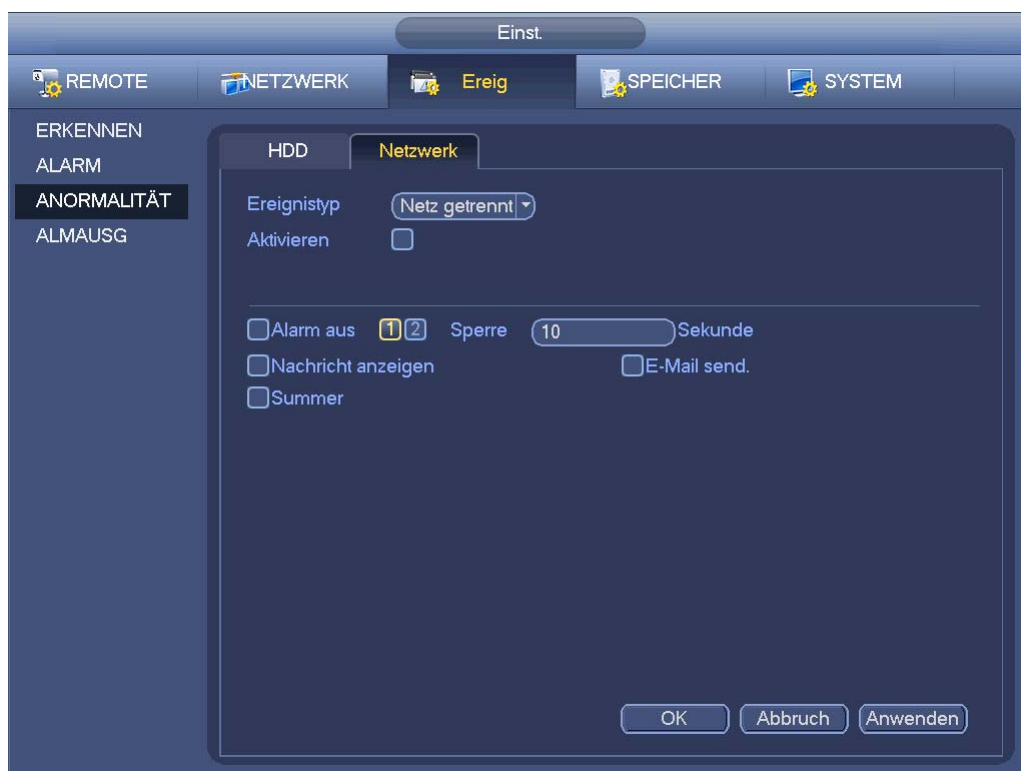 Einst.
REMOTE NETZWERK Ereig SPEICHER SYSTEM
ERKENNEN
ALARM
ANORMALITÄT
ALMAUSG
HDD Netzwerk
Ereignistyp Netz getrennt
Aktivieren
Alarm aus 1 2 Sperre 10 Sekunde
Nachricht anzeigen E-Mail send.
Summer
OK Abbruch Anwenden